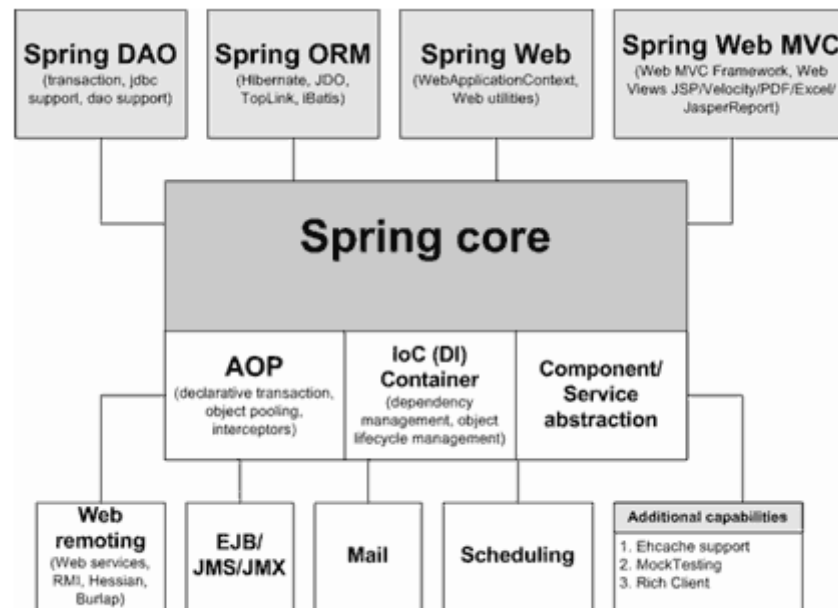 Spring DAO
(transaction, jdbc
support, dao support)
Spring ORM
(Hibernate, JDO,
TopLink, iBatis)
Spring Web
(WebApplicationContext,
Web utilities)
Spring Web MVC
(Web MVC Framework, Web
Views JSP/Velocity/PDF/Excel/
JasperReport)
Spring core
AOP
(declarative transaction,
object pooling,
interceptors)
IoC (DI)
Container
(dependency
management, object
lifecycle management)
Component/
Service
abstraction
Web
remoting
(Web services,
RMI, Hessian,
Burlap)
EJB/
JMS/JMX
Mail
Scheduling
Additional capabilities
1. Ehcache support
2. MockTesting
3. Rich Client